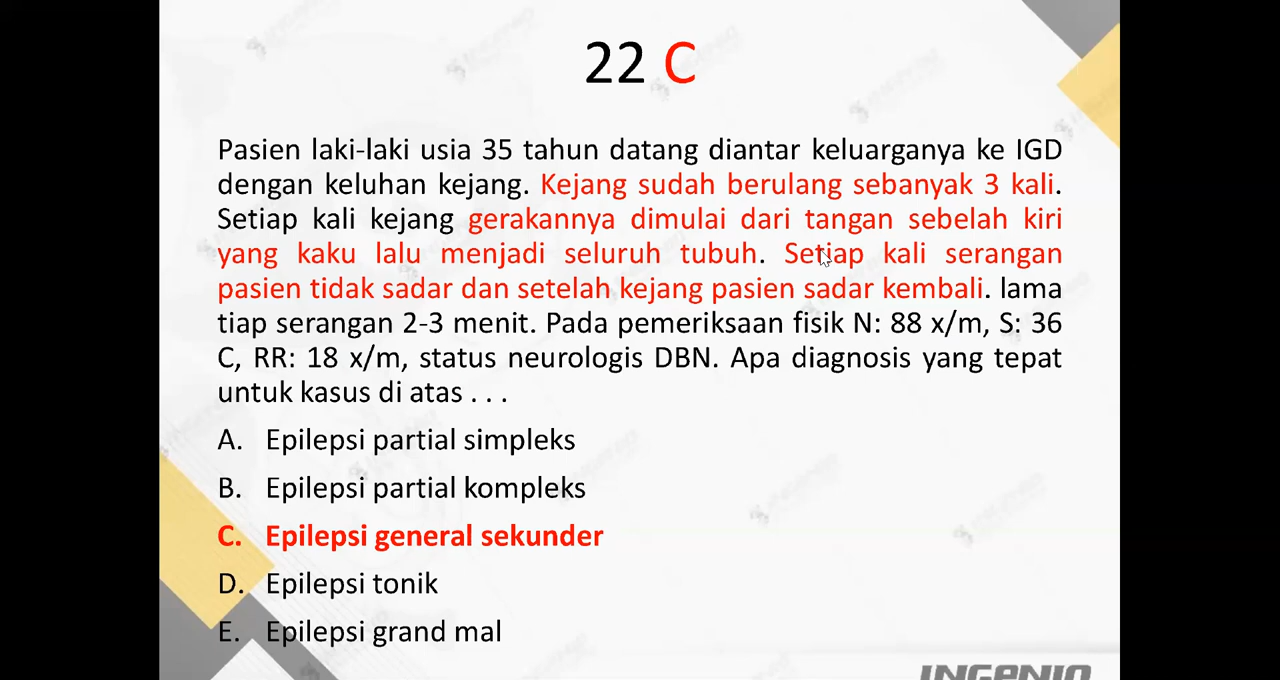 22 C
Pasien laki-laki usia 35 tahun datang diantar keluarganya ke IGD
dengan keluhan kejang. Kejang sudah berulang sebanyak 3 kali.
Setiap kali kejang gerakannya dimulai dari tangan sebelah kiri
yang kaku lalu menjadi seluruh tubuh. Setiap kali serangan
pasien tidak sadar dan setelah kejang pasien sadar kembali. lama
tiap serangan 2-3 menit. Pada pemeriksaan fisik N: 88 x/m, S: 36
C, RR: 18 x/m, status neurologis DBN. Apa diagnosis yang tepat
untuk kasus di atas . . .
A. Epilepsi partial simpleks
B. Epilepsi partial kompleks
C. Epilepsi general sekunder
D. Epilepsi tonik
E. Epilepsi grand mal
INGENIO